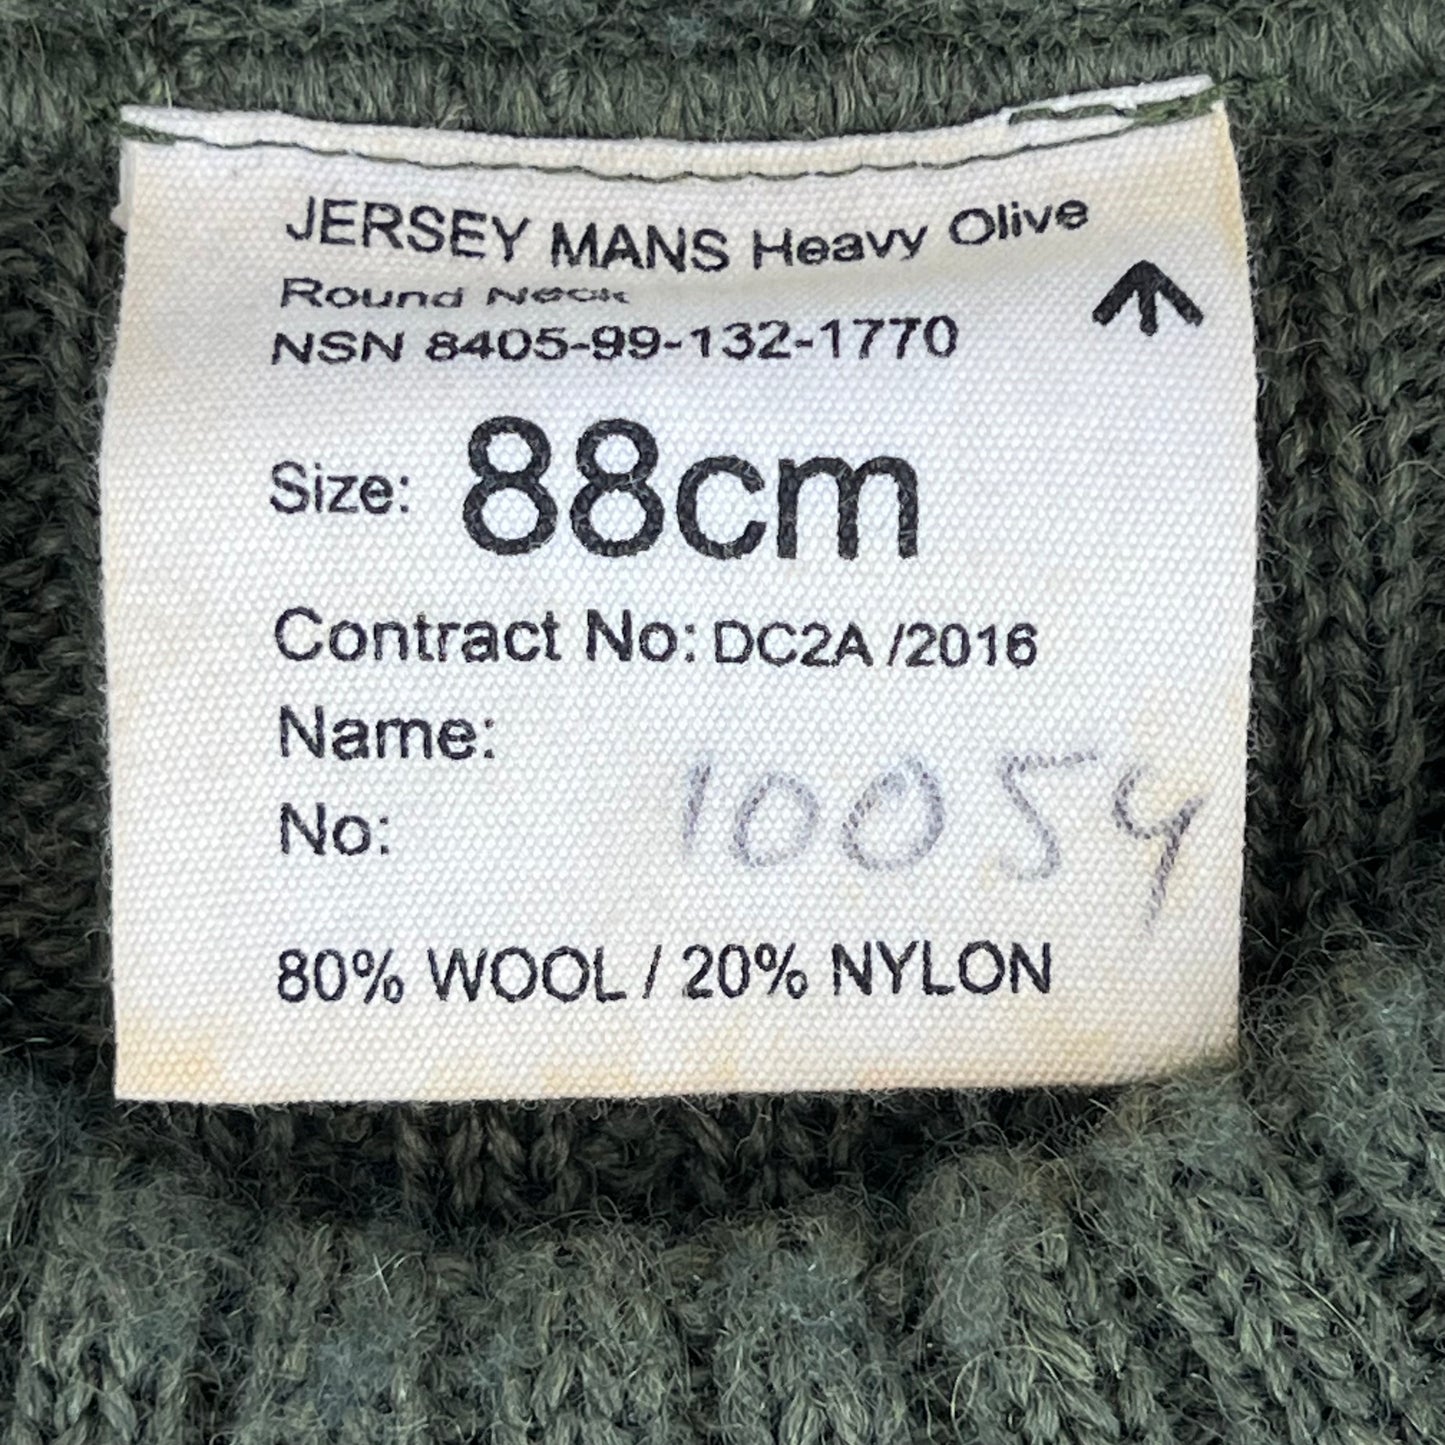 JERSEY MANS Heavy Olive
Round Neck
NSN 8405-99-132-1770
Size: 88cm
Contract No: DC2A /2016
Name:
No: 10059
80% WOOL / 20% NYLON